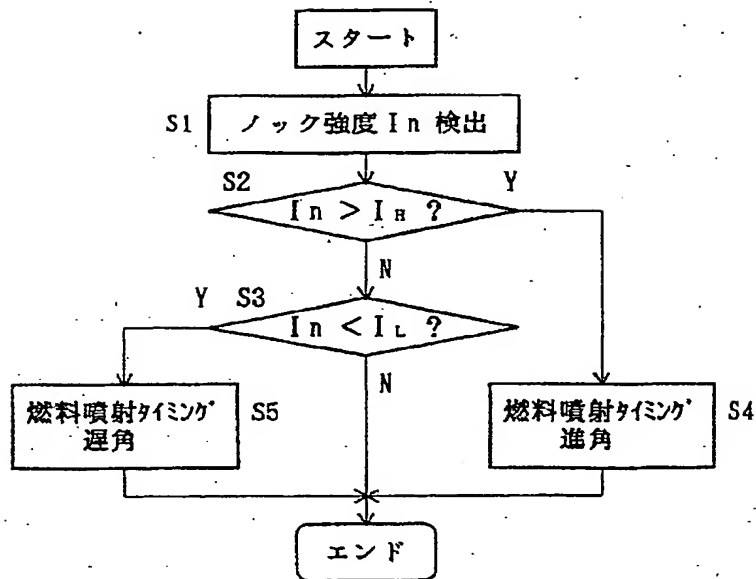 スタート
S1 ノック強度 In 検出
S2 Y
In > IH ?
N
Y S3
In < IL ?
N
燃料噴射タイミング S5
遅角
燃料噴射タイミング S4
進角
エンド